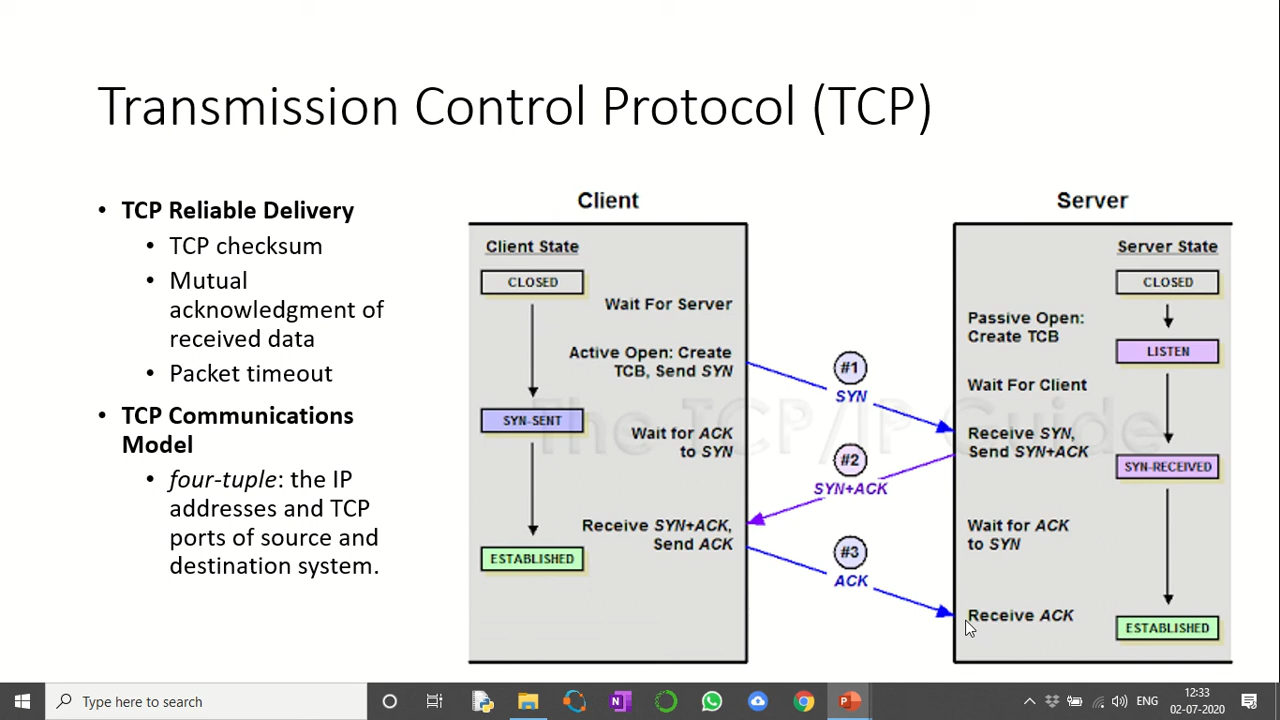 Transmission Control Protocol (TCP)
• TCP Reliable Delivery
• TCP checksum
• Mutual
acknowledgment of
received data
• Packet timeout
• TCP Communications
Model
• four-tuple: the IP
addresses and TCP
ports of source and
destination system.
Client
Client State
CLOSED
Wait For Server
Active Open: Create
TCB, Send SYN
SYN-SENT
Wait for ACK
to SYN
Receive SYN+ACK,
Send ACK
ESTABLISHED
#1
SYN
#2
SYN+ACK
#3
ACK
The TCP/IP Guide
Server
Server State
CLOSED
Passive Open:
Create TCB
LISTEN
Wait For Client
Receive SYN,
Send SYN+ACK
SYN-RECEIVED
Wait for ACK
to SYN
Receive ACK
ESTABLISHED
Type here to search
ENG
12:33
02-07-2020